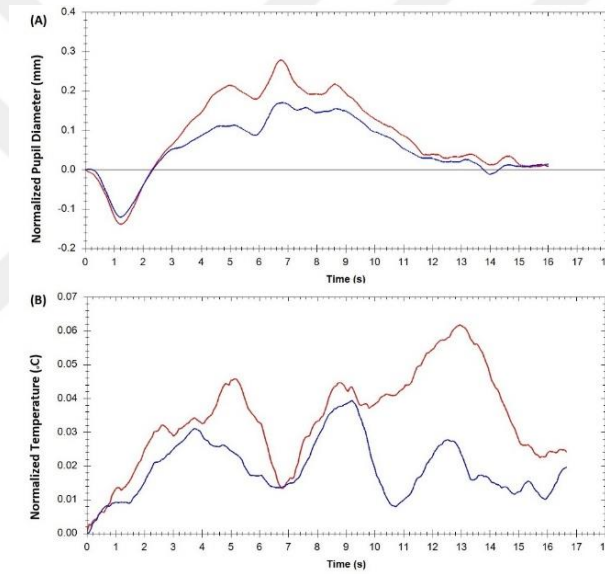 (A)
Normalized Pupil Diameter (mm)
0.4
0.3
0.2
0.1
0.0
-0.1
-0.2
0 1 2 3 4 5 6 7 8 9 10 11 12 13 14 15 16 17 18
Time (s)
(B)
Normalized Temperature (.C)
0.07
0.06
0.05
0.04
0.03
0.02
0.01
0.00
0 1 2 3 4 5 6 7 8 9 10 11 12 13 14 15 16 17 18
Time (s)